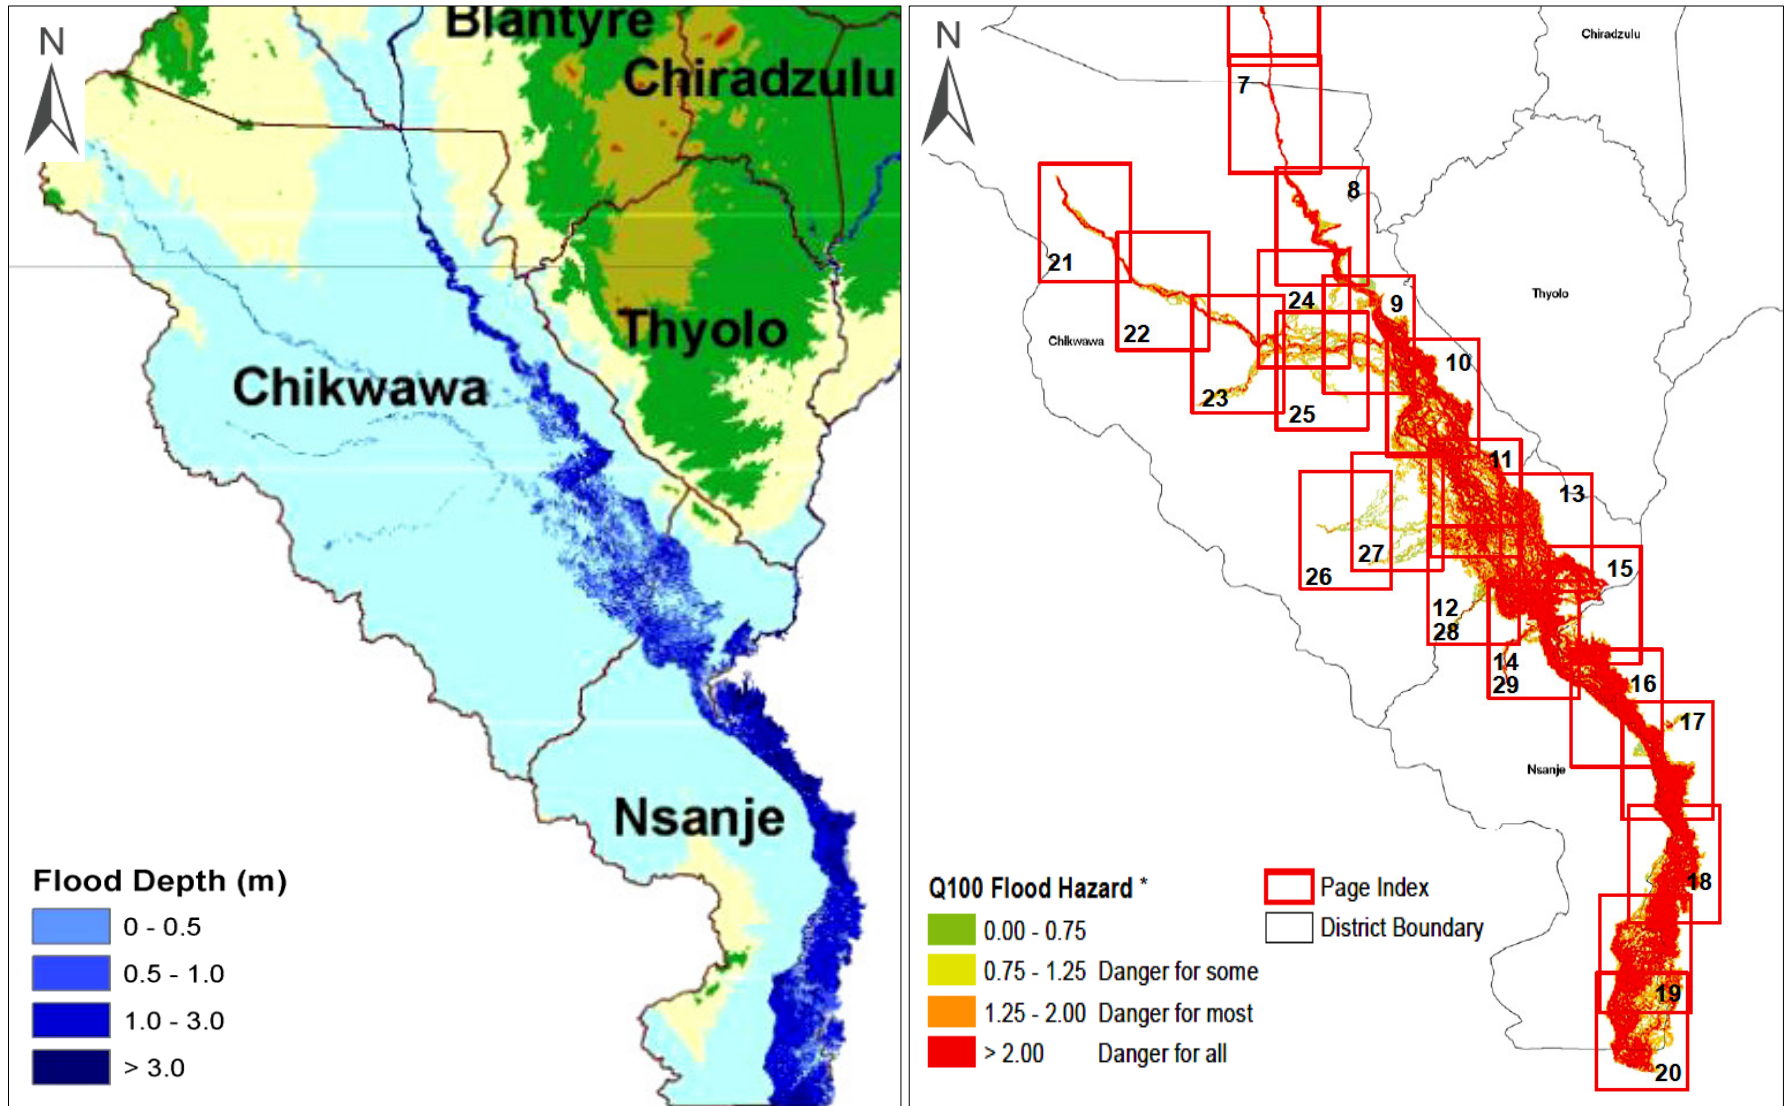 N
Blantyre
Chiradzulu
Thyolo
Chikwawa
Nsanje
Flood Depth (m)
0 - 0.5
0.5 - 1.0
1.0 - 3.0
> 3.0
N
Chiradzulu
7
8
Thyolo
21
24
9
22
Chikwawa
10
23
25
11
13
27
26
15
12
28
14
29
16
17
Nsanje
18
19
20
Q100 Flood Hazard *
0.00 - 0.75
0.75 - 1.25 Danger for some
1.25 - 2.00 Danger for most
> 2.00 Danger for all
Page Index
District Boundary